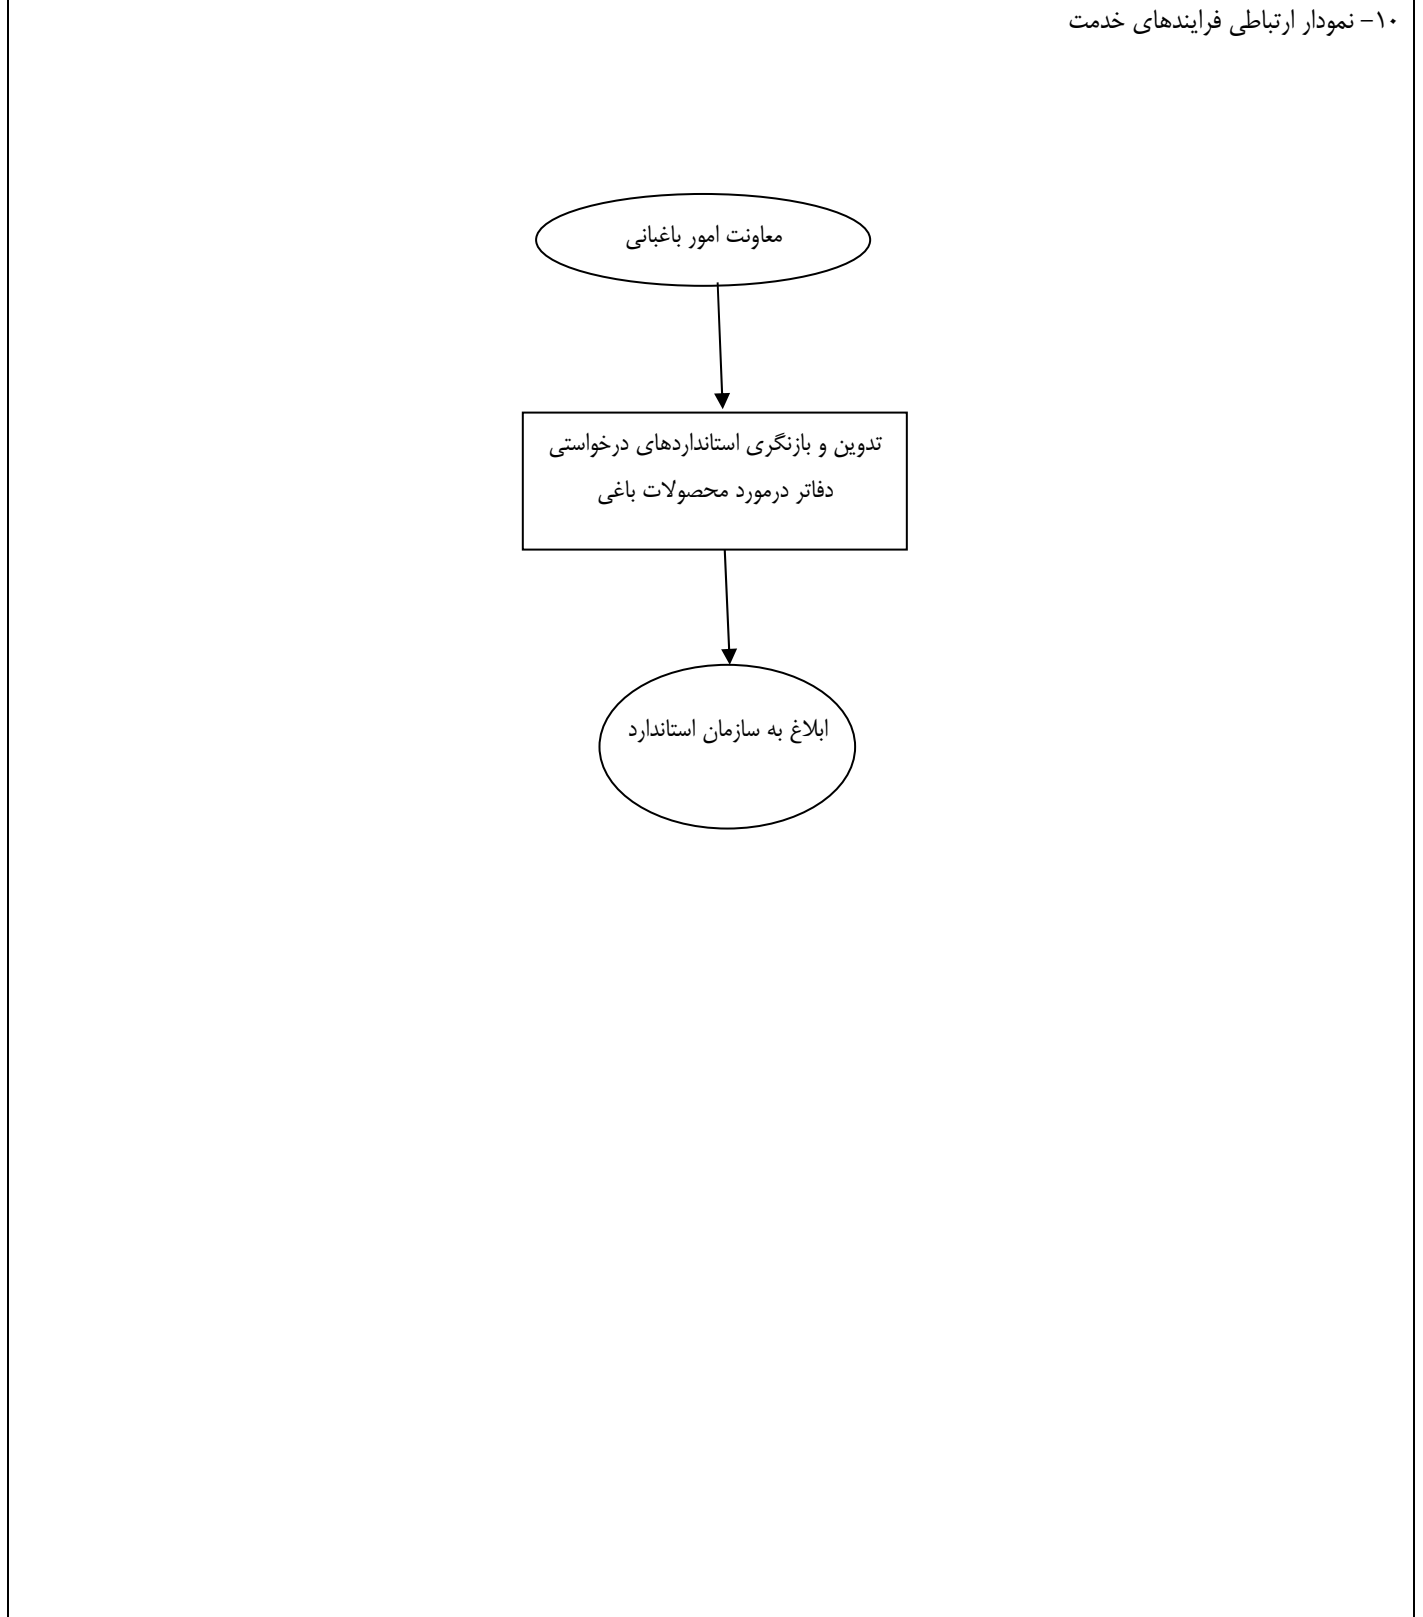 ۱۰- نمودار ارتباطی فرایندهای خدمت
معاونت امور باغبانی
تدوین و بازنگری استانداردهای درخواستی
دفاتر درمورد محصولات باغی
ابلاغ به سازمان استاندارد